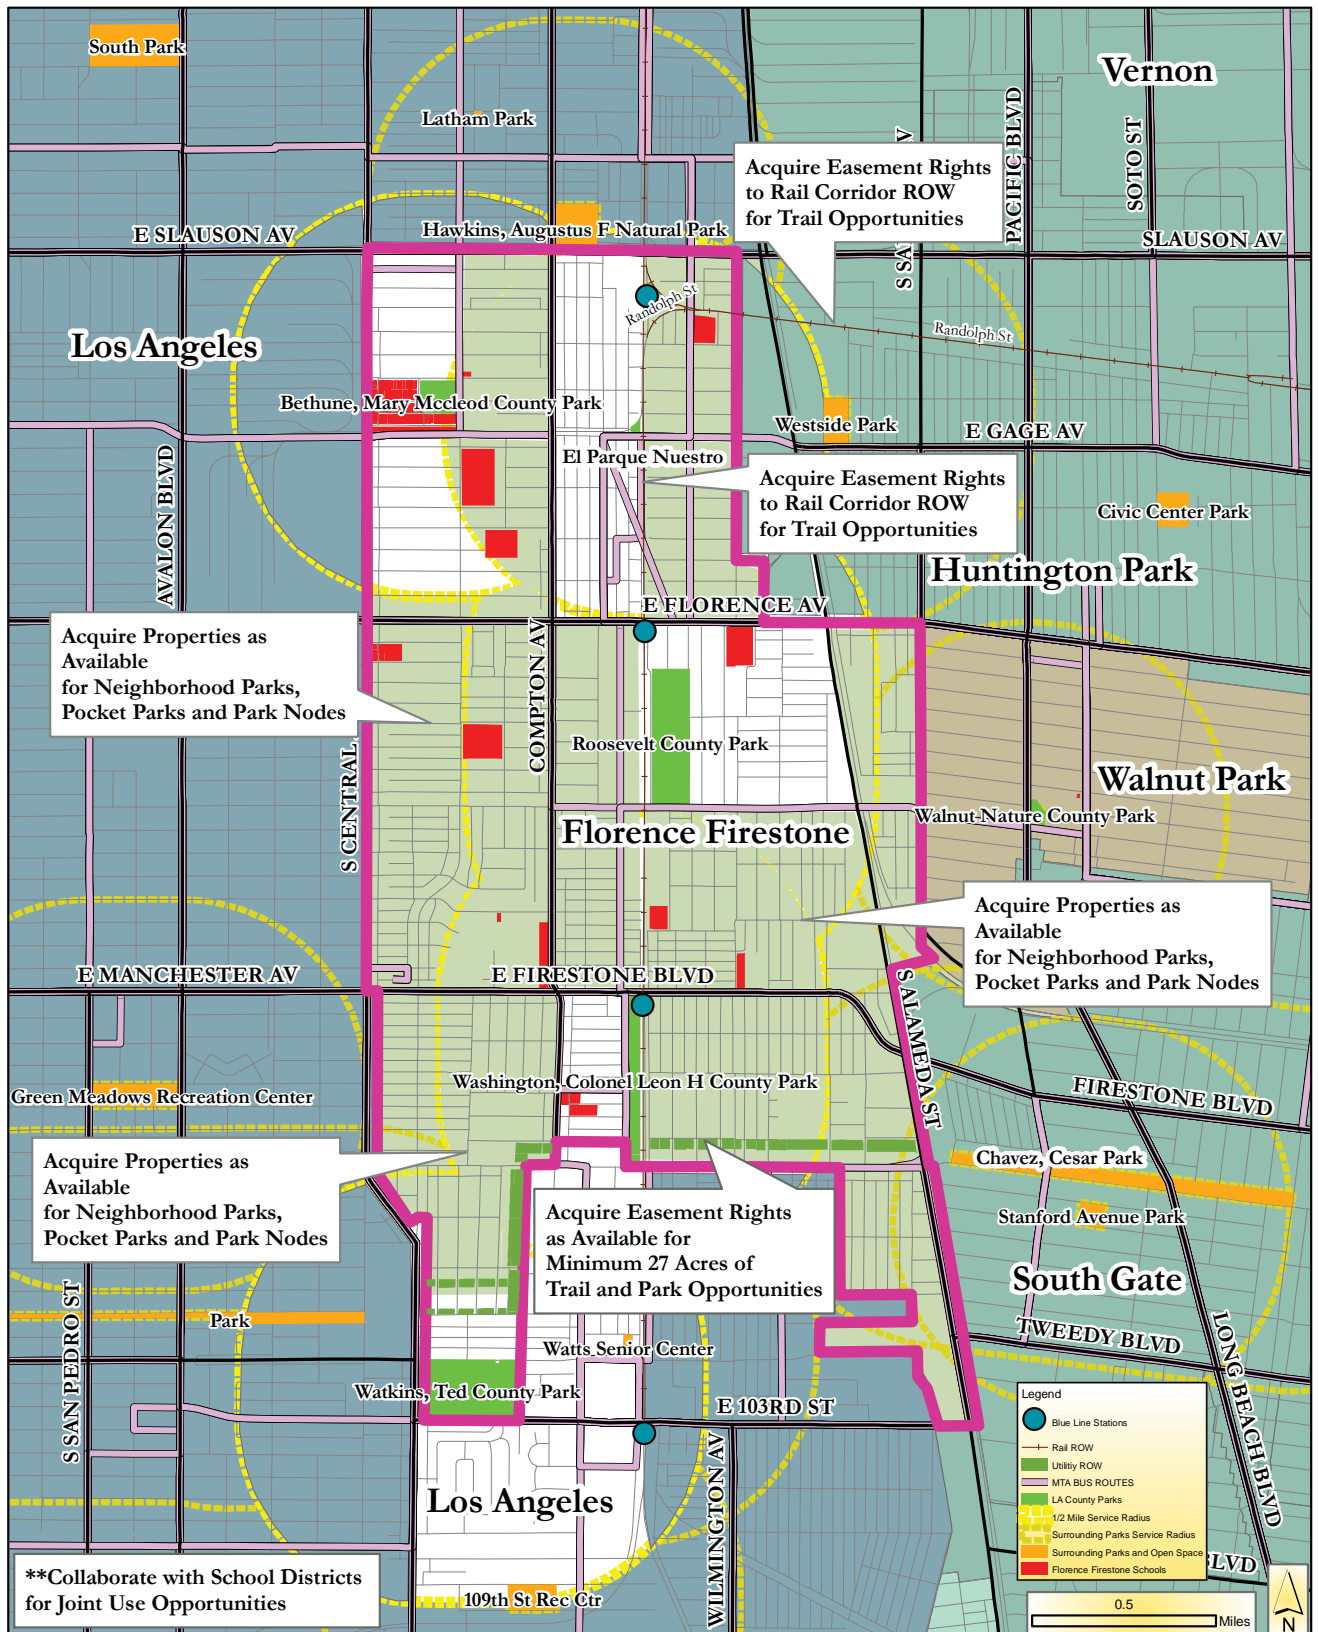 South Park
Vernon
Latham Park
Acquire Easement Rights
to Rail Corridor ROW
for Trail Opportunities
PACIFIC BLVD
SOTO ST
Hawkins, Augustus F Natural Park
E SLAUSON AV
SLAUSON AV
Randolph St
Randolph St
Los Angeles
Bethune, Mary Mccleod County Park
Westside Park
E GAGE AV
El Parque Nuestro
Acquire Easement Rights
to Rail Corridor ROW
for Trail Opportunities
AVALON BLVD
Civic Center Park
Huntington Park
E FLORENCE AV
Acquire Properties as
Available
for Neighborhood Parks,
Pocket Parks and Park Nodes
COMPTON AV
Roosevelt County Park
S CENTRAL
Walnut Park
Walnut Nature County Park
Florence Firestone
Acquire Properties as
Available
for Neighborhood Parks,
Pocket Parks and Park Nodes
E MANCHESTER AV
E FIRESTONE BLVD
S ALAMEDA ST
Washington, Colonel Leon H County Park
Green Meadows Recreation Center
FIRESTONE BLVD
Acquire Properties as
Available
for Neighborhood Parks,
Pocket Parks and Park Nodes
Chavez, Cesar Park
Acquire Easement Rights
as Available for
Minimum 27 Acres of
Trail and Park Opportunities
Stanford Avenue Park
South Gate
Park
TWEEDY BLVD
Watts Senior Center
S SAN PEDRO ST
Watkins, Ted County Park
E 103RD ST
LONG BEACH BLVD
WILMINGTON AV
Los Angeles
Legend
Blue Line Stations
Rail ROW
Utiltiy ROW
MTA BUS ROUTES
LA County Parks
1/2 Mile Service Radius
Surrounding Parks Service Radius
Surrounding Parks and Open Space
Florence Firestone Schools
BLVD
**Collaborate with School Districts
for Joint Use Opportunities
109th St Rec Ctr
0.5
Miles
N